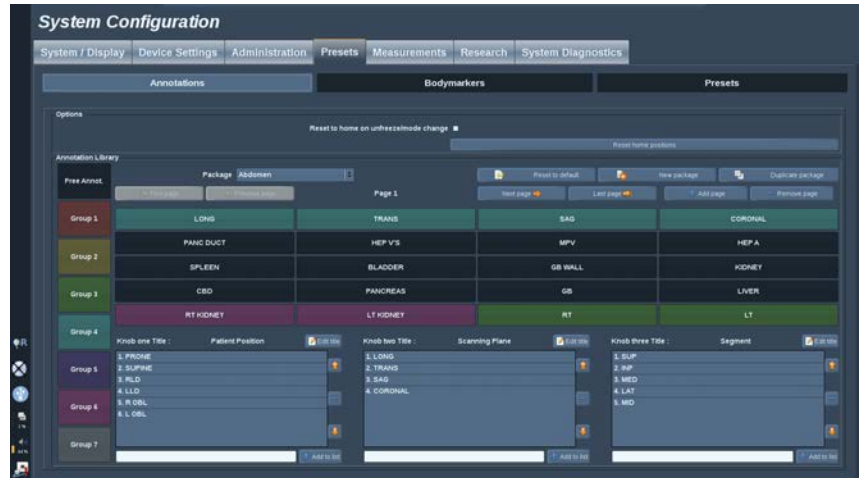 System Configuration
System / Display Device Settings Administration Presets Measurements Research System Diagnostics
Annotations Bodymarkers Presets
Options
Reset to home on unfreeze/mode change
Reset home positions
Annotation Library
Free Annot. Package Abdomen Reset to default New package Duplicate package
First page Previous page Page 1 Next page Last page Add page Remove page
Group 1 LONG TRANS SAG CORONAL
PANC DUCT HEP V'S MPV HEP A
Group 2
SPLEEN BLADDER GB WALL KIDNEY
Group 3 CBD PANCREAS GB LIVER
RT KIDNEY LT KIDNEY RT LT
Group 4
Knob one Title : Patient Position Edit title Knob two Title : Scanning Plane Edit title Knob three Title : Segment Edit title
1. PRONE 1. LONG 1. SUP
2. SUPINE 2. TRANS 2. INF
Group 5 3. RLD 3. SAG 3. MED
4. LLD 4. CORONAL 4. LAT
5. R OBL 5. MID
Group 6 6. L OBL
Group 7
Add to list Add to list Add to list
R